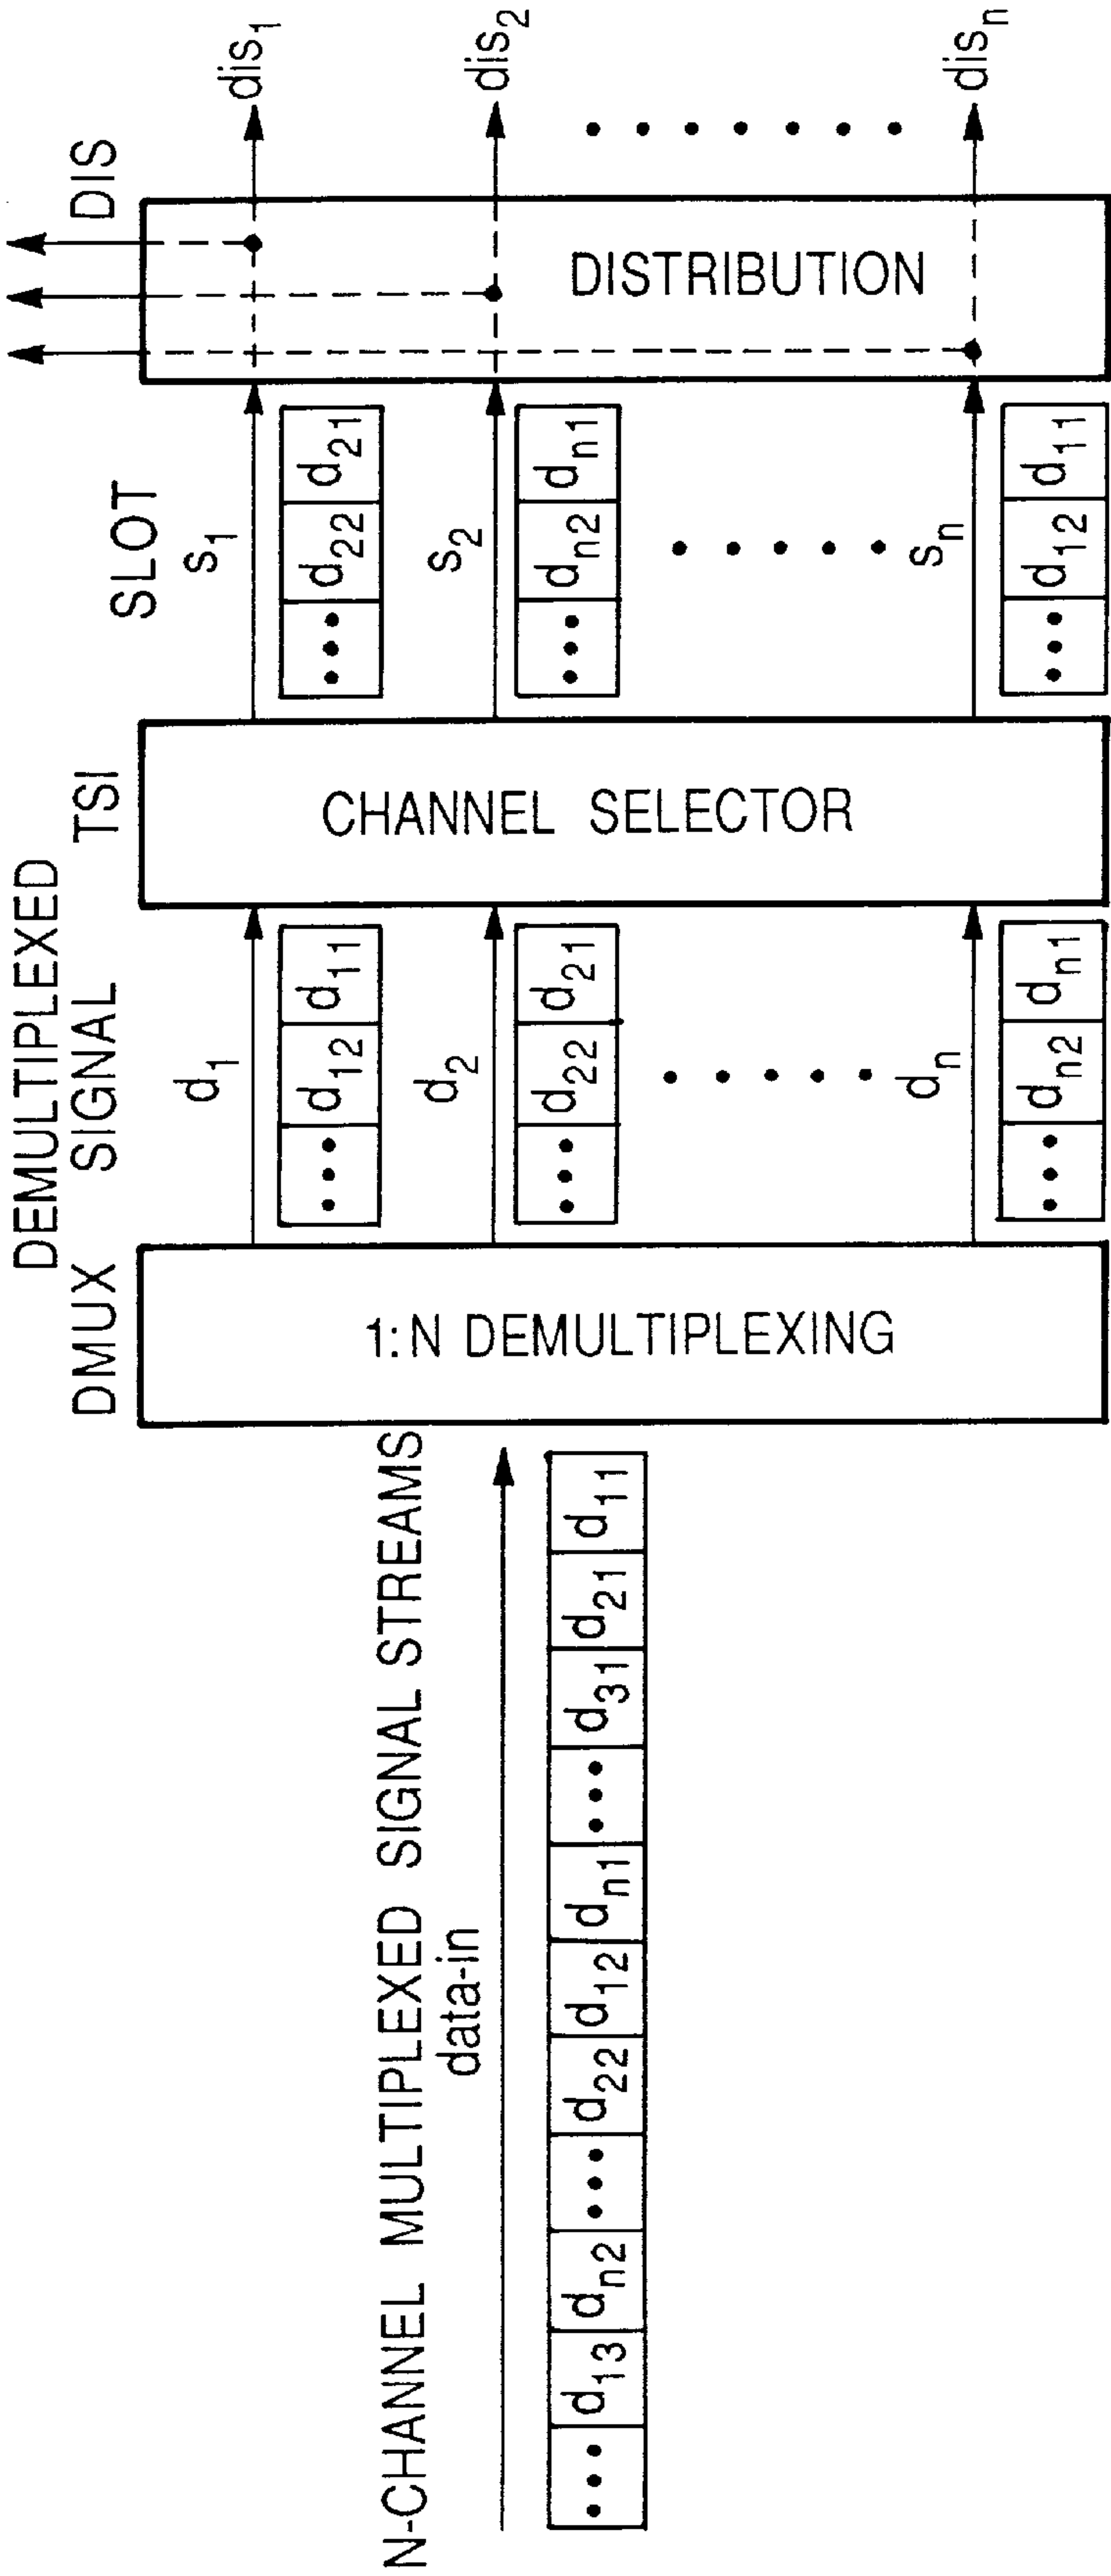 N-CHANNEL MULTIPLEXED SIGNAL STREAMS
data-in
... d13 dn2 ... d22 d12 dn1 ... d31 d21 d11
DMUX
1:N DEMULTIPLEXING
DEMULTIPLEXED
SIGNAL
d1
... d12 d11
d2
... d22 d21
.....
dn
... dn2 dn1
TSI
CHANNEL SELECTOR
SLOT
s1
... d22 d21
s2
... dn2 dn1
.....
sn
... d12 d11
DIS
DISTRIBUTION
dis1
dis2
.......
disn